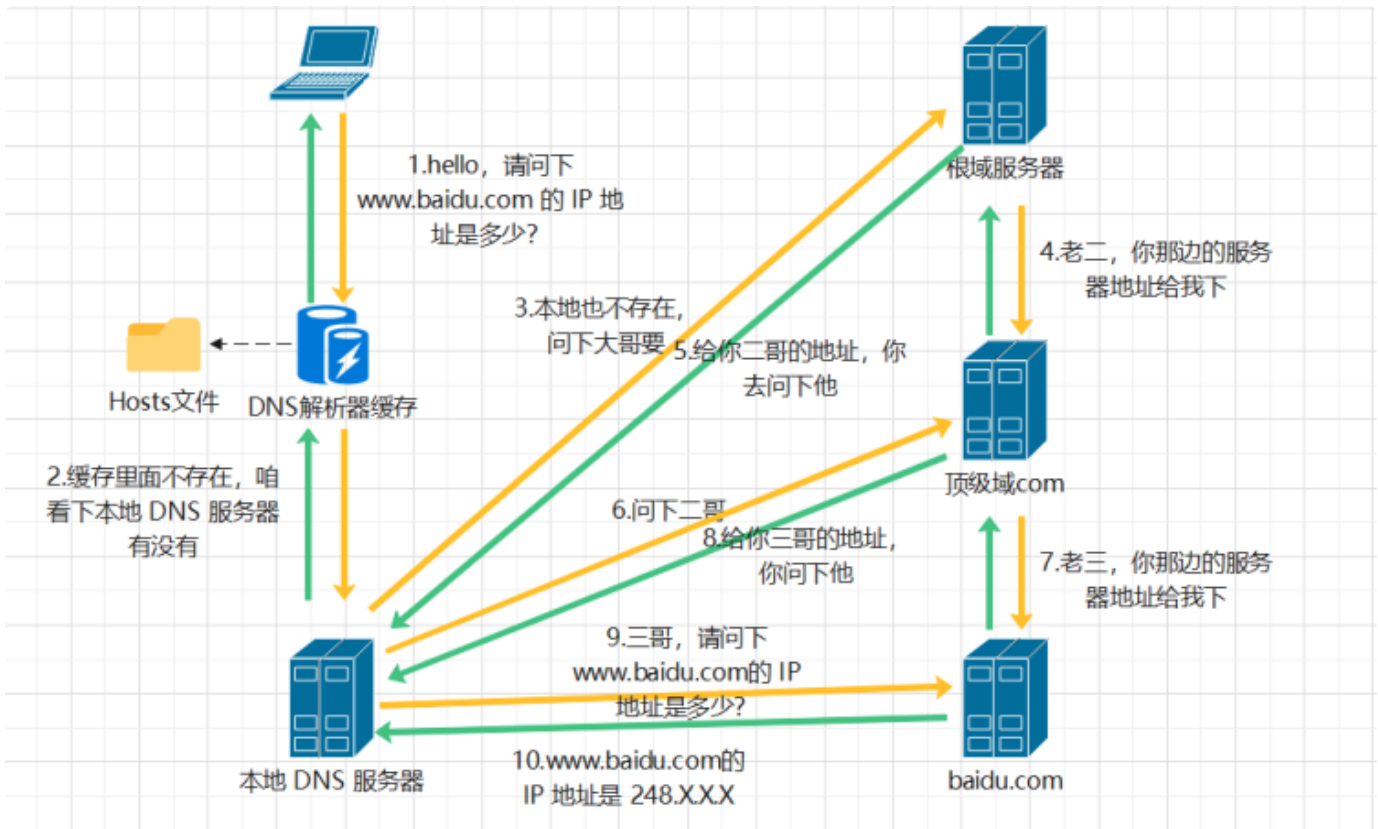 1.hello，请问下
www.baidu.com 的 IP 地
址是多少？
根域服务器
4.老二，你那边的服务
器地址给我下
3.本地也不存在，
问下大哥要
5.给你二哥的地址，你
去问下他
Hosts文件
DNS解析器缓存
2.缓存里面不存在，咱
看下本地 DNS 服务器
有没有
顶级域com
6.问下二哥
8.给你三哥的地址，
你问下他
7.老三，你那边的服务
器地址给我下
9.三哥，请问下
www.baidu.com的 IP
地址是多少？
10.www.baidu.com的
IP 地址是 248.X.X.X
本地 DNS 服务器
baidu.com